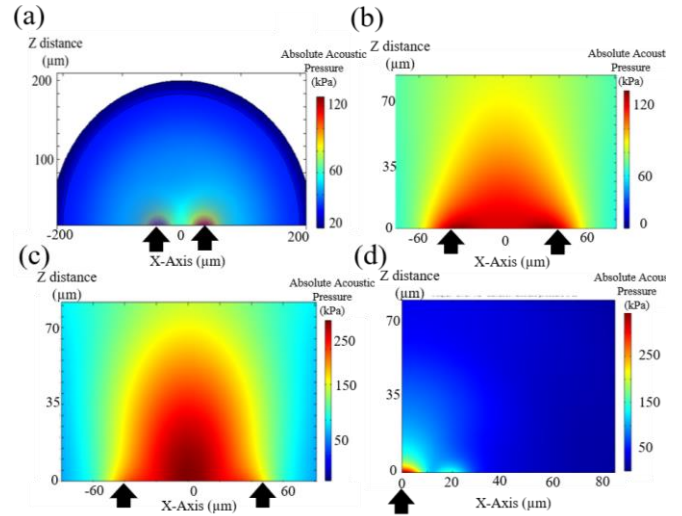 (a)
Z distance
(µm)
Absolute Acoustic
Pressure
(kPa)
200
100
-200
0
200
120
60
20
X-Axis (µm)
(b)
Z distance
(µm)
Absolute Acoust
Pressure
(kPa)
70
35
0
-60
0
60
120
60
0
X-Axis (µm)
(c)
Z distance
(µm)
Absolute Acoustic
Pressure
(kPa)
70
35
0
-60
0
60
250
150
50
X-Axis (µm)
(d)
Z distance
(µm)
Absolute Acou
Pressure
(kPa)
70
35
0
0
20
40
60
80
250
150
50
X-Axis (µm)